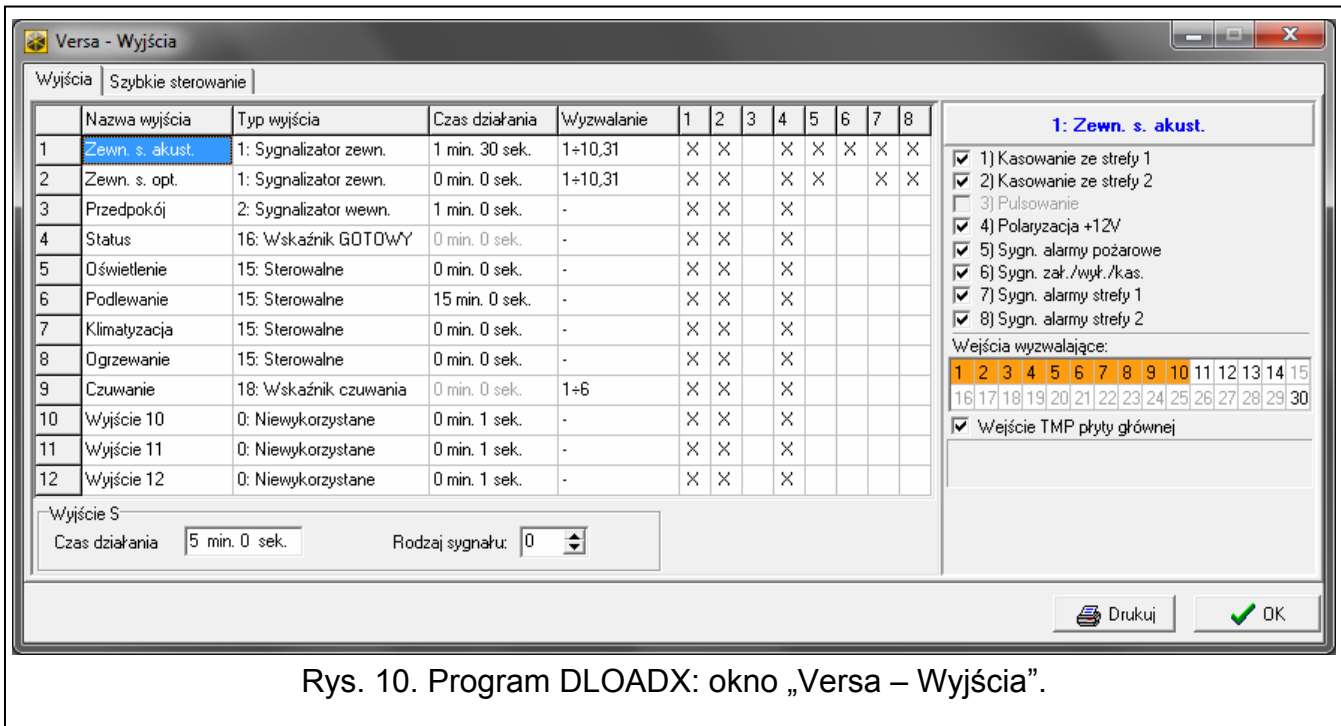 Versa - Wyjścia
Wyjścia Szybkie sterowanie
Nazwa wyjścia Typ wyjścia Czas działania Wyzwalanie 1 2 3 4 5 6 7 8
1 Zewn. s. akust. 1: Sygnalizator zewn. 1 min. 30 sek. 1÷10,31 X X X X X X X
2 Zewn. s. opt. 1: Sygnalizator zewn. 0 min. 0 sek. 1÷10,31 X X X X X X
3 Przedpokój 2: Sygnalizator wewn. 1 min. 0 sek. - X X X
4 Status 16: Wskaźnik GOTOWY 0 min. 0 sek. - X X X
5 Oświetlenie 15: Sterowalne 0 min. 0 sek. - X X X
6 Podlewanie 15: Sterowalne 15 min. 0 sek. - X X X
7 Klimatyzacja 15: Sterowalne 0 min. 0 sek. - X X X
8 Ogrzewanie 15: Sterowalne 0 min. 0 sek. - X X X
9 Czuwanie 18: Wskaźnik czuwania 0 min. 0 sek. 1÷6 X X X
10 Wyjście 10 0: Niewykorzystane 0 min. 1 sek. - X X X
11 Wyjście 11 0: Niewykorzystane 0 min. 1 sek. - X X X
12 Wyjście 12 0: Niewykorzystane 0 min. 1 sek. - X X X
Wyjście S
Czas działania 5 min. 0 sek. Rodzaj sygnału: 0
1: Zewn. s. akust.
1) Kasowanie ze strefy 1
2) Kasowanie ze strefy 2
3) Pulsowanie
4) Polaryzacja +12V
5) Sygn. alarmy pożarowe
6) Sygn. zał./wył./kas.
7) Sygn. alarmy strefy 1
8) Sygn. alarmy strefy 2
Wejścia wyzwalające:
1 2 3 4 5 6 7 8 9 10 11 12 13 14 15
16 17 18 19 20 21 22 23 24 25 26 27 28 29 30
Wejście TMP płyty głównej
Drukuj OK
Rys. 10. Program DLOADX: okno „Versa – Wyjścia”.